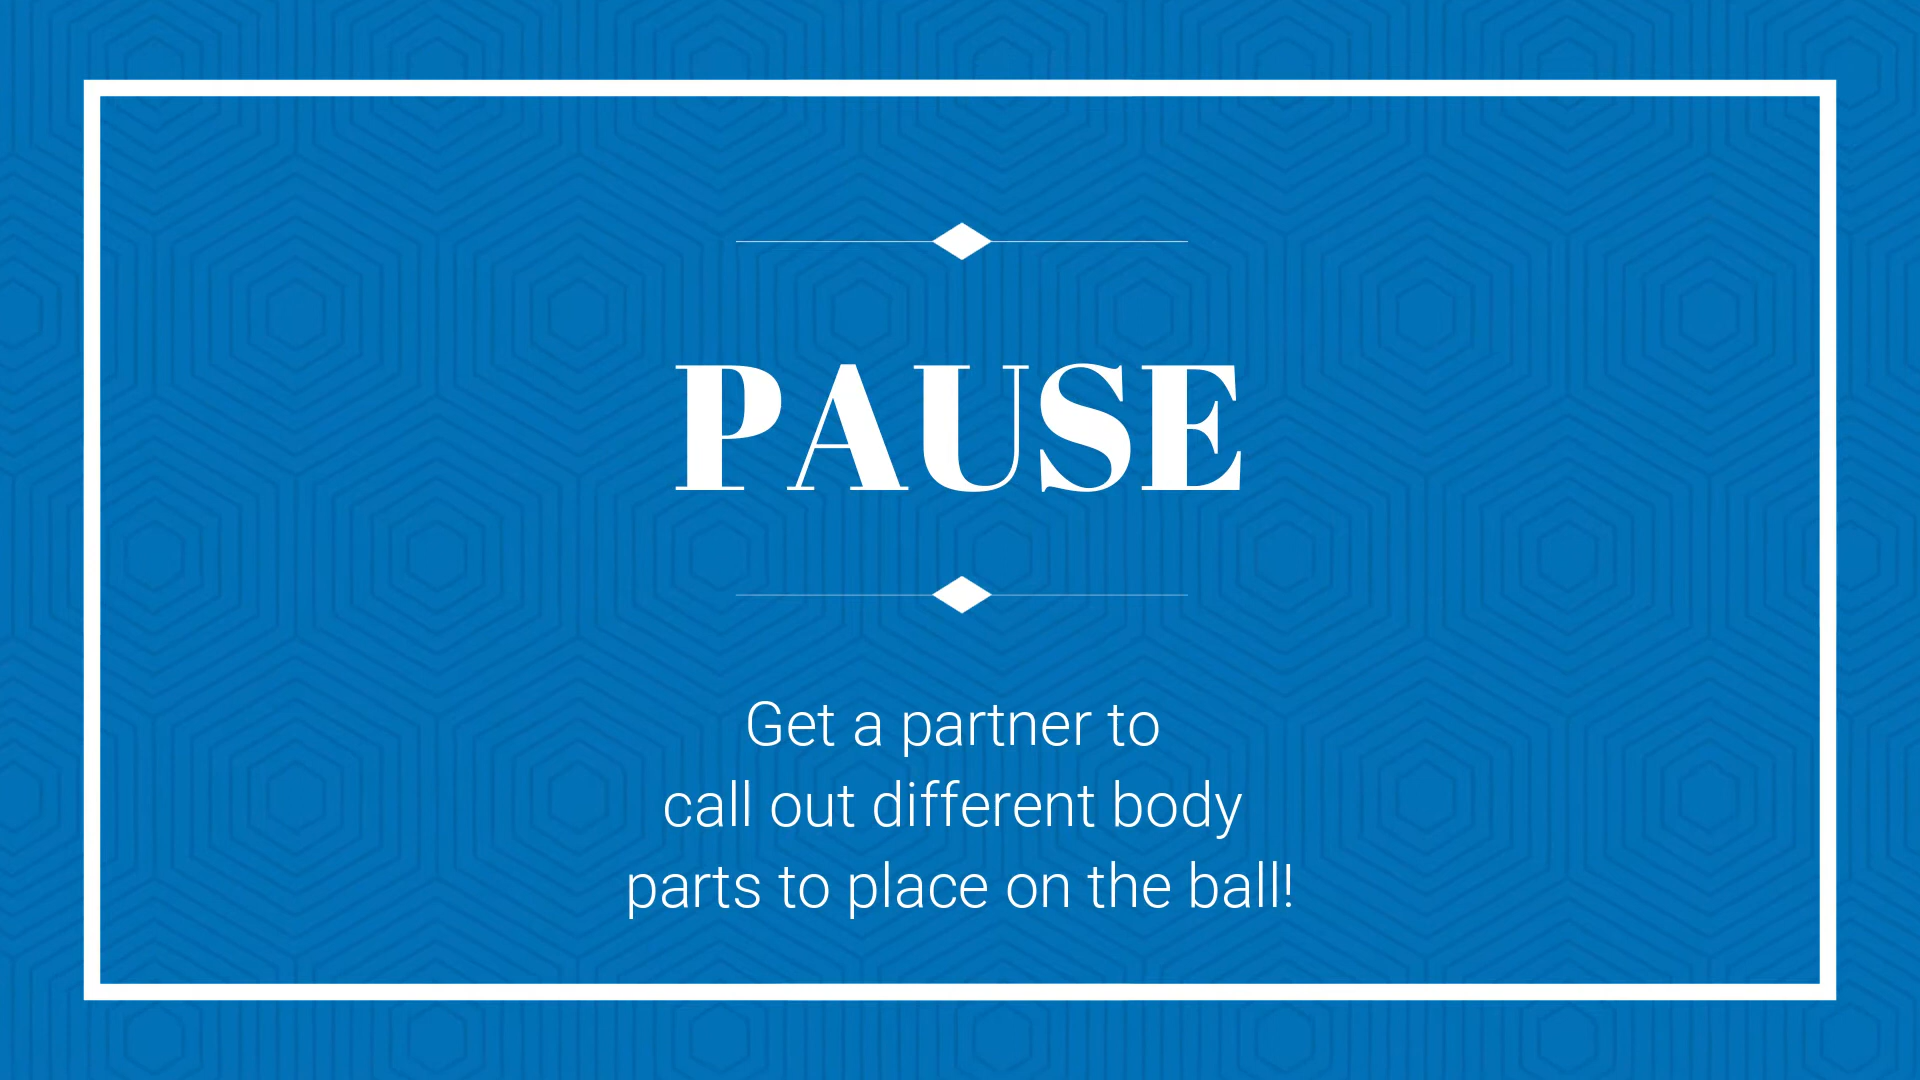 PAUSE
Get a partner to
call out different body
parts to place on the ball!